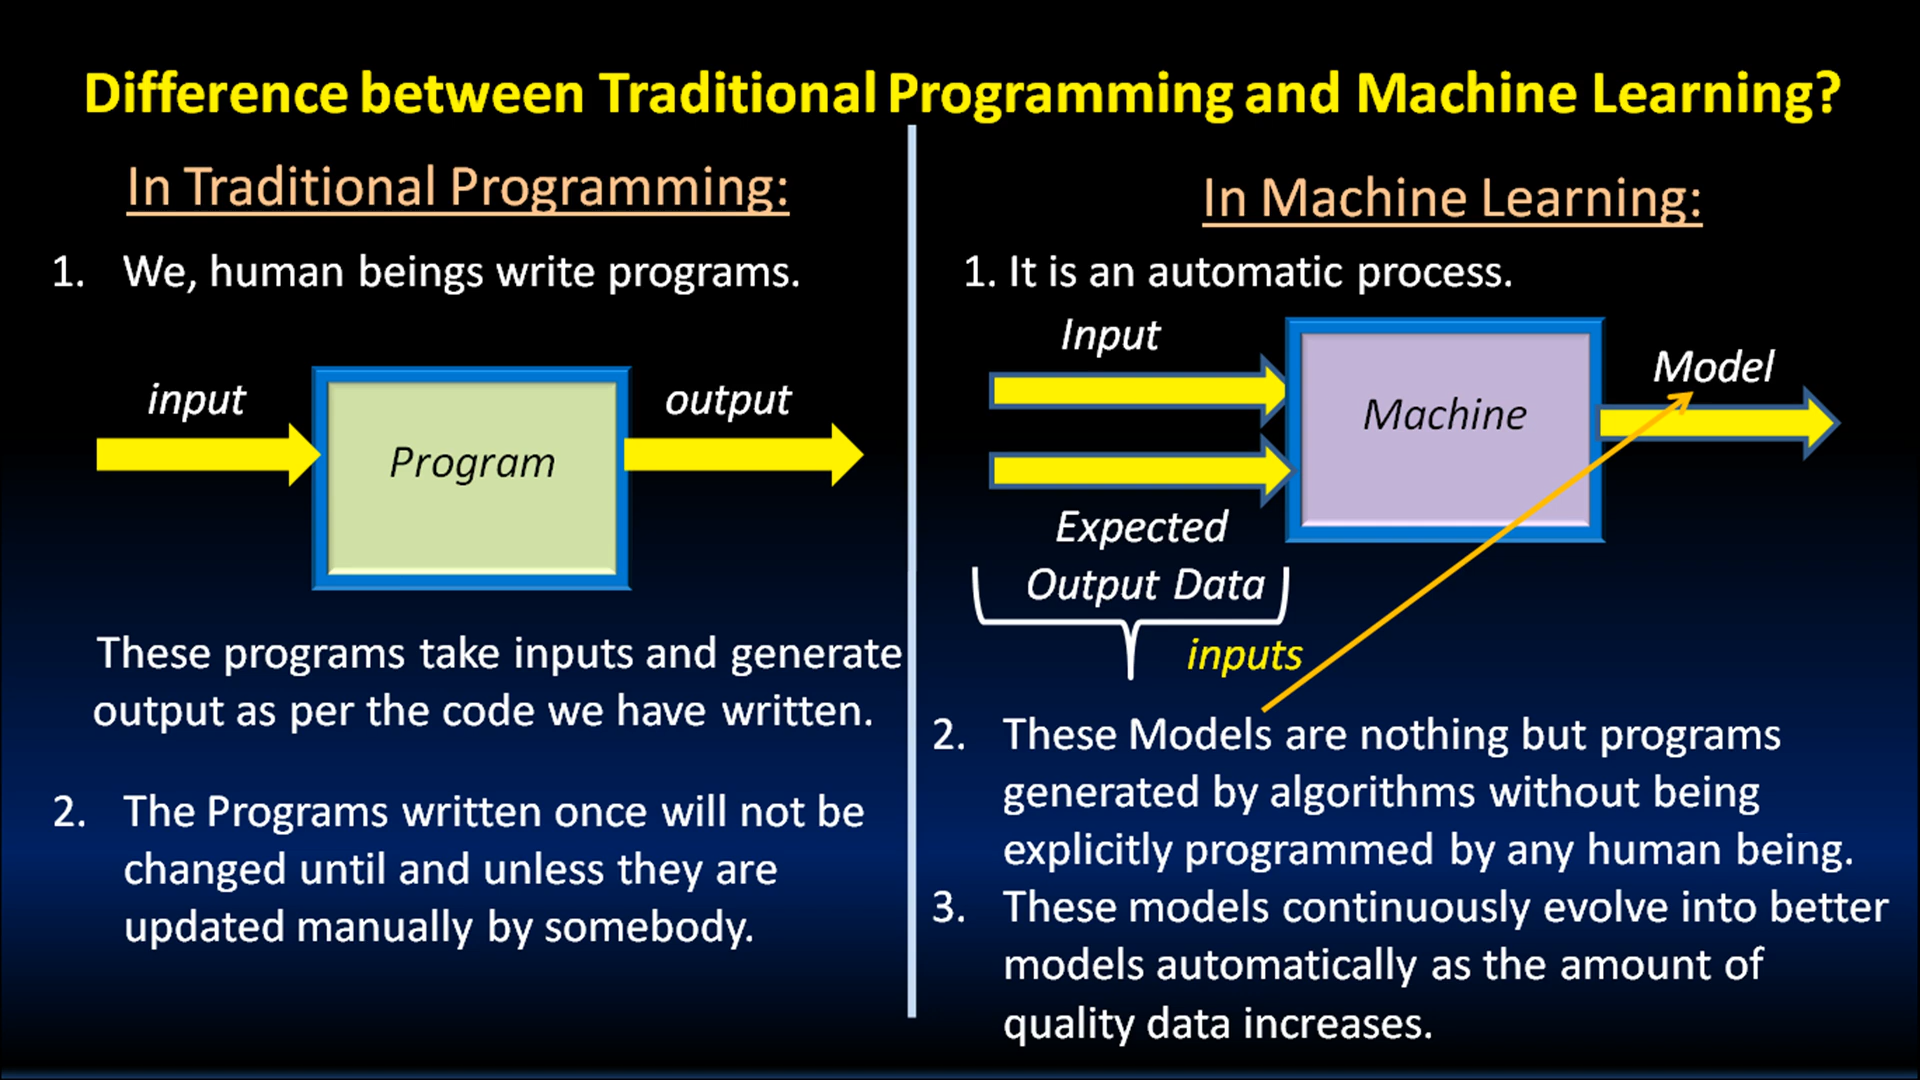 Difference between Traditional Programming and Machine Learning?
In Traditional Programming:
1. We, human beings write programs.
input
Program
output
These programs take inputs and generate
output as per the code we have written.
2. The Programs written once will not be
changed until and unless they are
updated manually by somebody.
In Machine Learning:
1. It is an automatic process.
Input
Machine
Model
Expected
Output Data
inputs
2. These Models are nothing but programs
generated by algorithms without being
explicitly programmed by any human being.
3. These models continuously evolve into better
models automatically as the amount of
quality data increases.